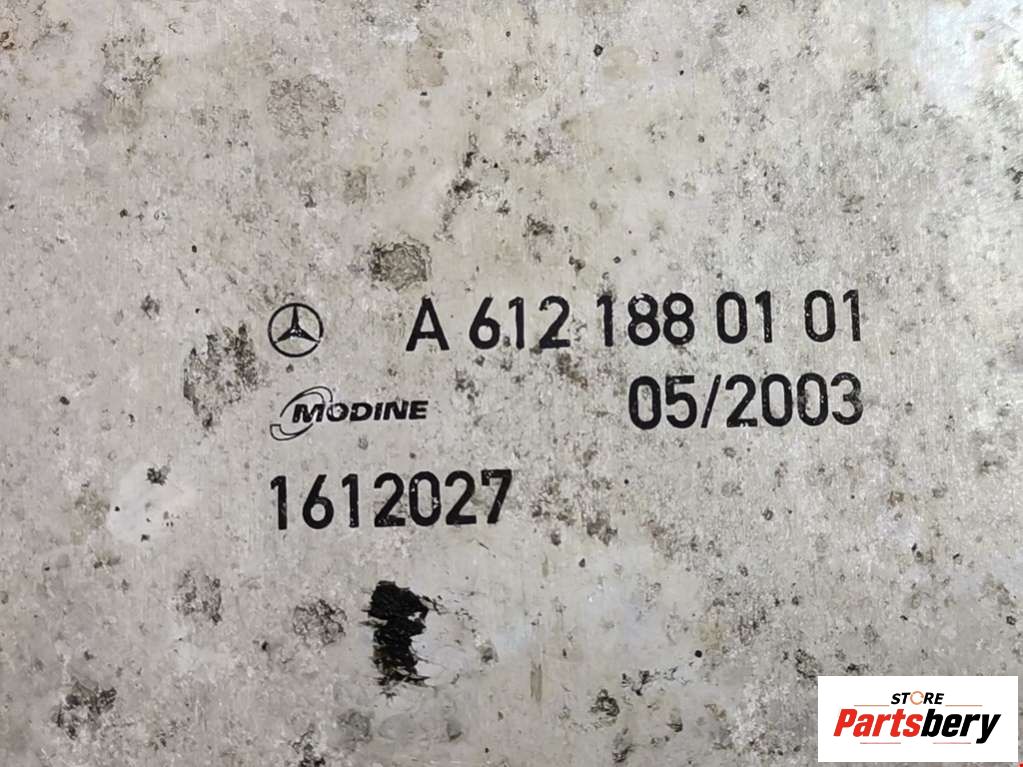 A 612 188 01 01
MODINE 05/2003
1612027
STORE
Partsbery